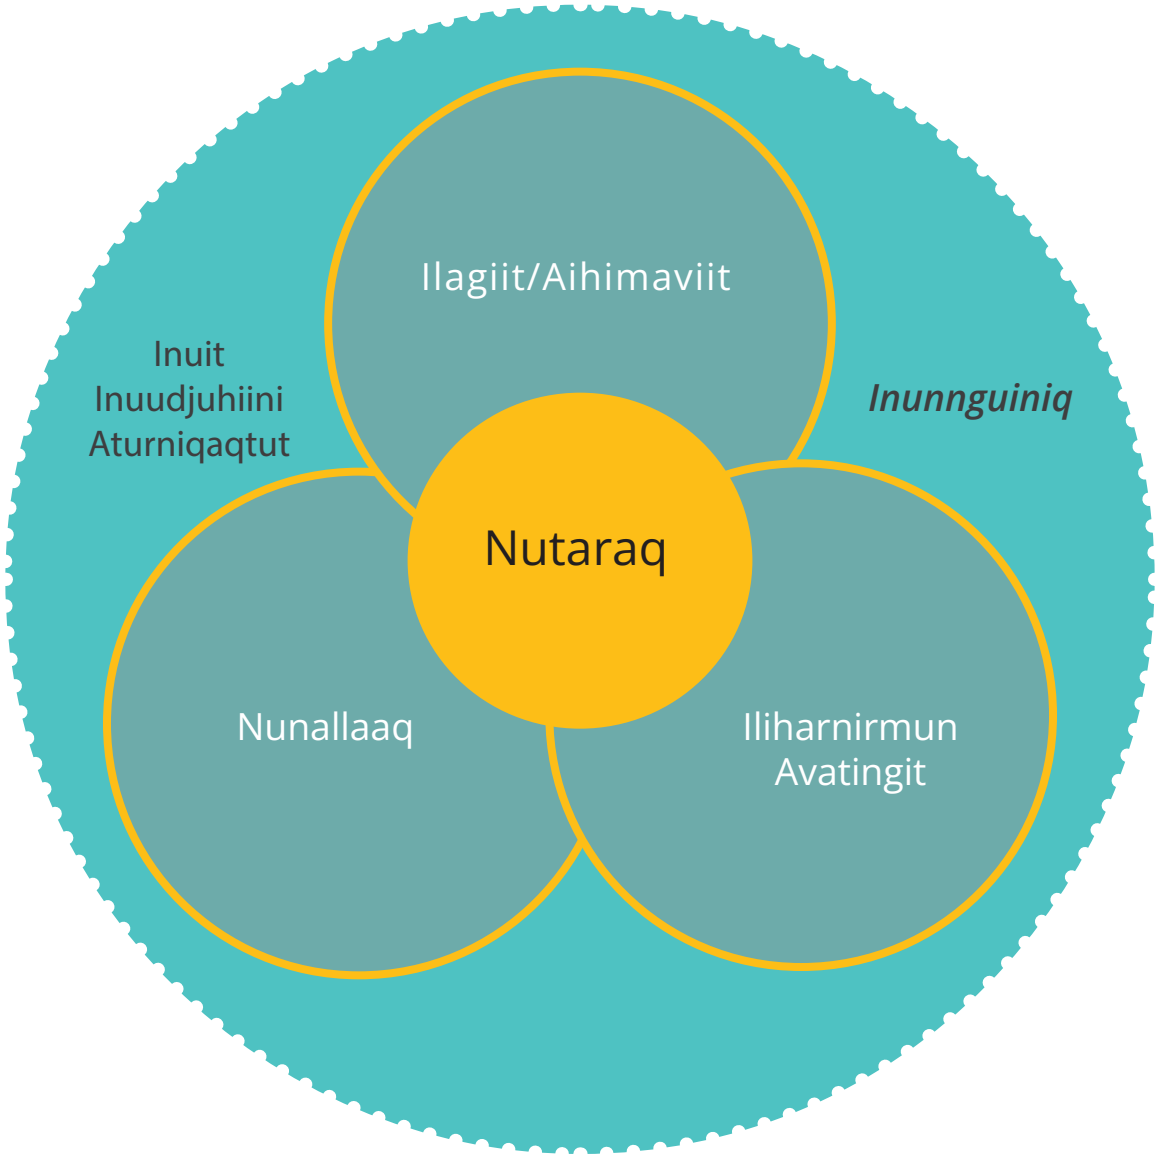 Ilagiit/Aihimaviit
Inuit
Inuudjuhiini
Aturniqaqtut
Inunnguiniq
Nutaraq
Nunallaaq
Iliharnirmun
Avatingit